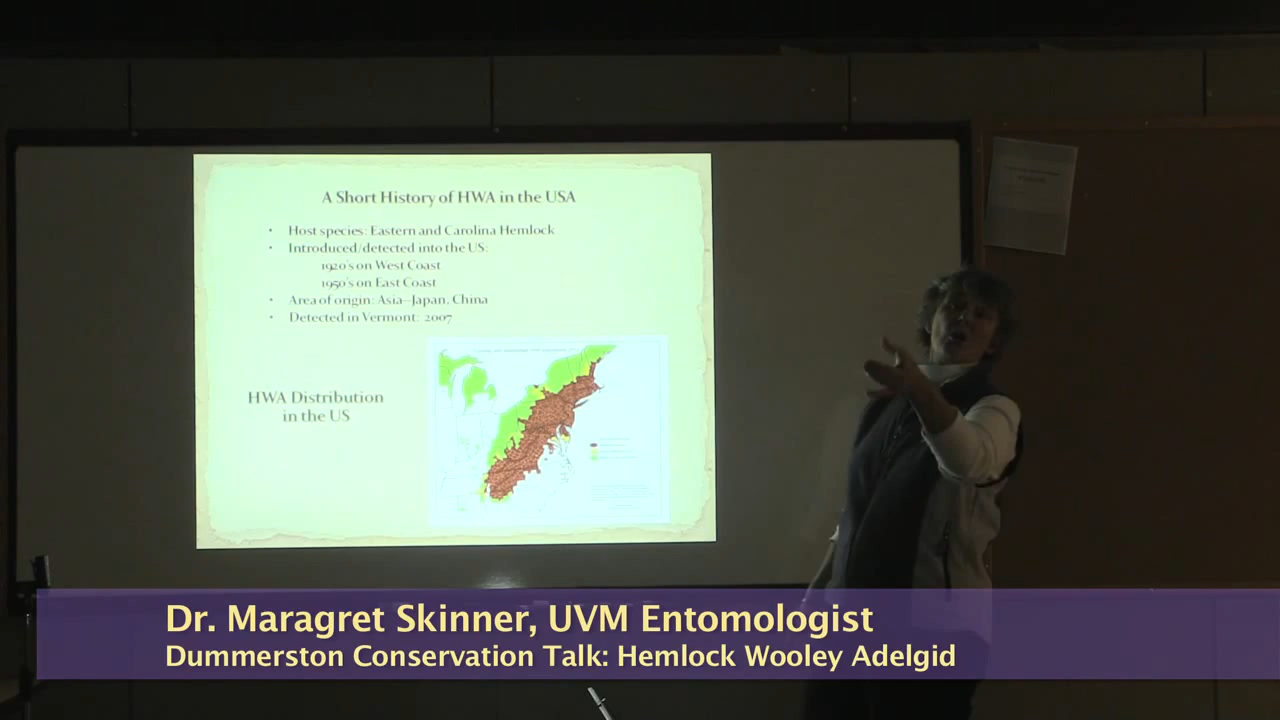 A Short History of HWA in the USA
• Host species: Eastern and Carolina Hemlock
• Introduced/detected into the US:
1920's on West Coast
1950's on East Coast
• Area of origin: Asia—Japan, China
• Detected in Vermont: 2007
HWA Distribution
in the US
Dr. Maragret Skinner, UVM Entomologist
Dummerston Conservation Talk: Hemlock Wooley Adelgid